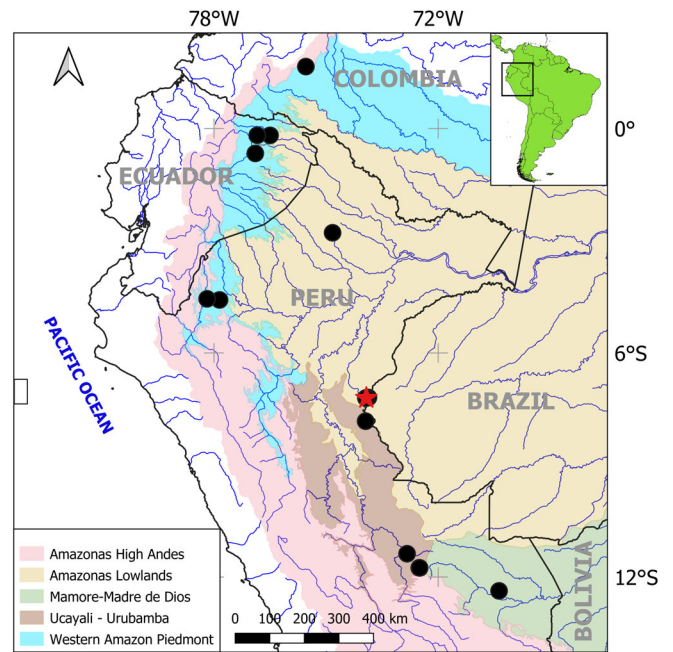 78°W 72°W
COLOMBIA
0°
ECUADOR
PERU
6°S
PACIFIC OCEAN
BRAZIL
Amazonas High Andes
Amazonas Lowlands
Mamore-Madre de Dios
Ucayali - Urubamba
Western Amazon Piedmont
12°S
BOLIVIA
0 100 200 300 400 km